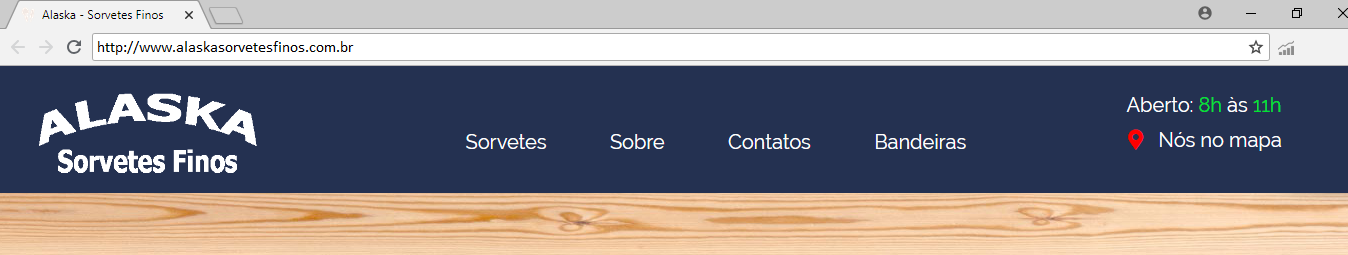 Alaska - Sorvetes Finos
http://www.alaskasorvetesfinos.com.br
ALASKA
Sorvetes Finos
Sorvetes
Sobre
Contatos
Bandeiras
Aberto: 8h às 11h
Nós no mapa